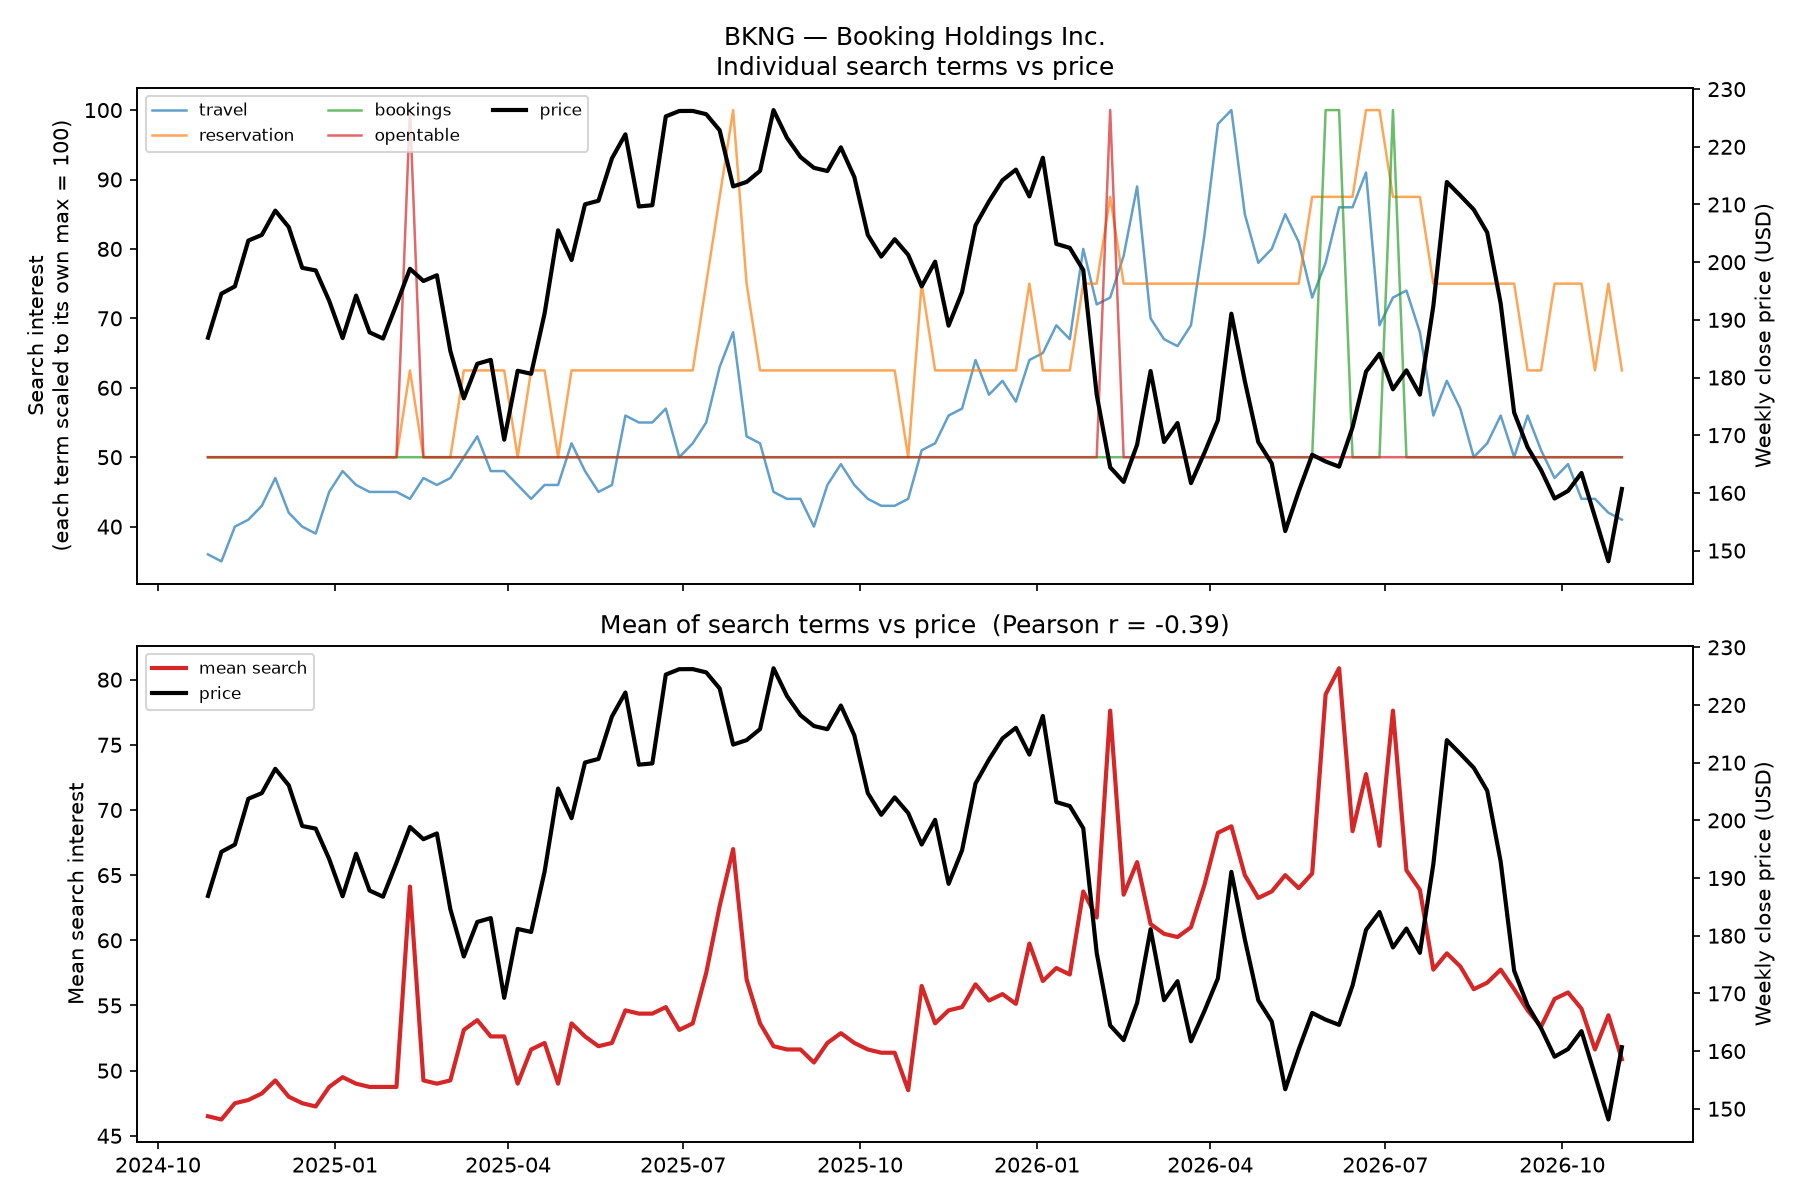 BKNG — Booking Holdings Inc.
Individual search terms vs price
travel
reservation
bookings
opentable
price
Search interest
(each term scaled to its own max = 100)
100
90
80
70
60
50
40
Weekly close price (USD)
230
220
210
200
190
180
170
160
150
Mean of search terms vs price (Pearson r = -0.39)
mean search
price
Mean search interest
80
75
70
65
60
55
50
45
Weekly close price (USD)
230
220
210
200
190
180
170
160
150
2024-10 2025-01 2025-04 2025-07 2025-10 2026-01 2026-04 2026-07 2026-10